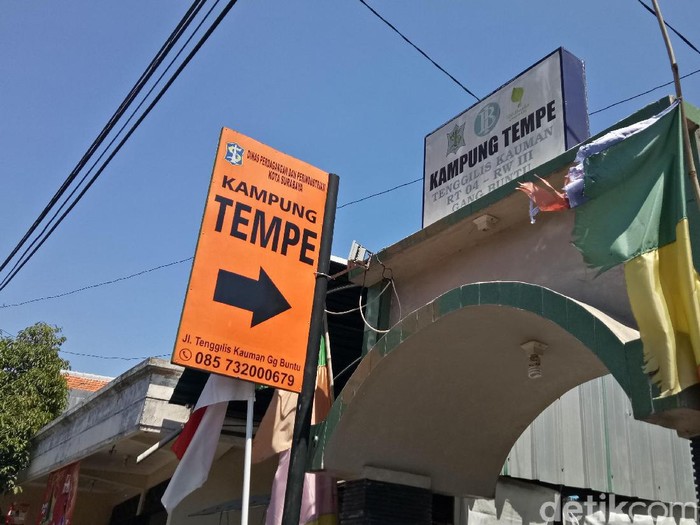 DINAS PERDAGANGAN DAN PERINDUSTRIAN
KOTA SURABAYA
KAMPUNG
TEMPE
Jl. Tenggilis Kauman Gg Buntu
085 732000679
KAMPUNG TEMPE
TENGGILIS KAUMAN
RT 04 - RW III
GANG BUNTU
detikcom